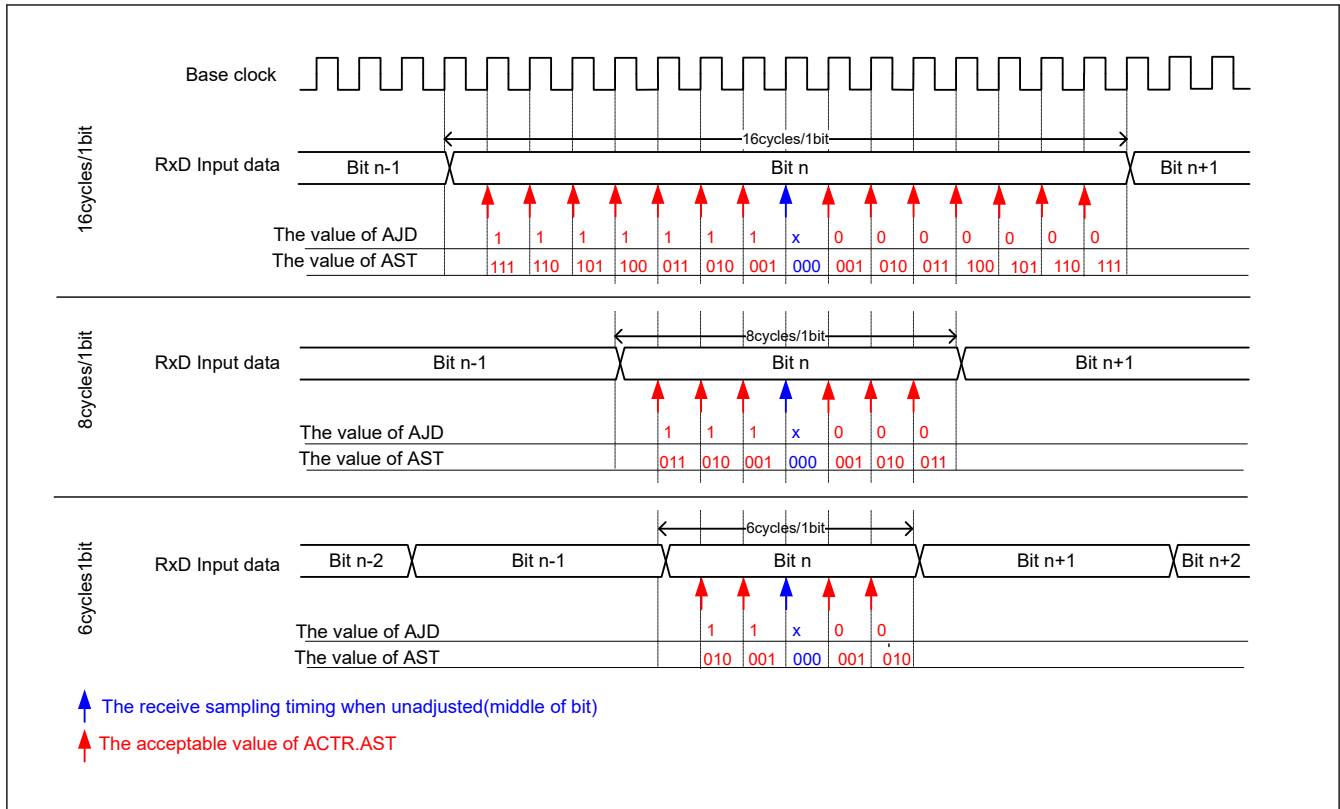 Base clock
16cycles/1bit
16cycles/1bit
RxD Input data
Bit n-1
Bit n
Bit n+1
The value of AJD
1 1 1 1 1 1 1 x 0 0 0 0 0 0 0
The value of AST
111 110 101 100 011 010 001 000 001 010 011 100 101 110 111
8cycles/1bit
8cycles/1bit
RxD Input data
Bit n-1
Bit n
Bit n+1
The value of AJD
1 1 1 x 0 0 0
The value of AST
011 010 001 000 001 010 011
6cycles1bit
6cycles/1bit
RxD Input data
Bit n-2
Bit n-1
Bit n
Bit n+1
Bit n+2
The value of AJD
1 1 x 0 0
The value of AST
010 001 000 001 010
The receive sampling timing when unadjusted(middle of bit)
The acceptable value of ACTR.AST